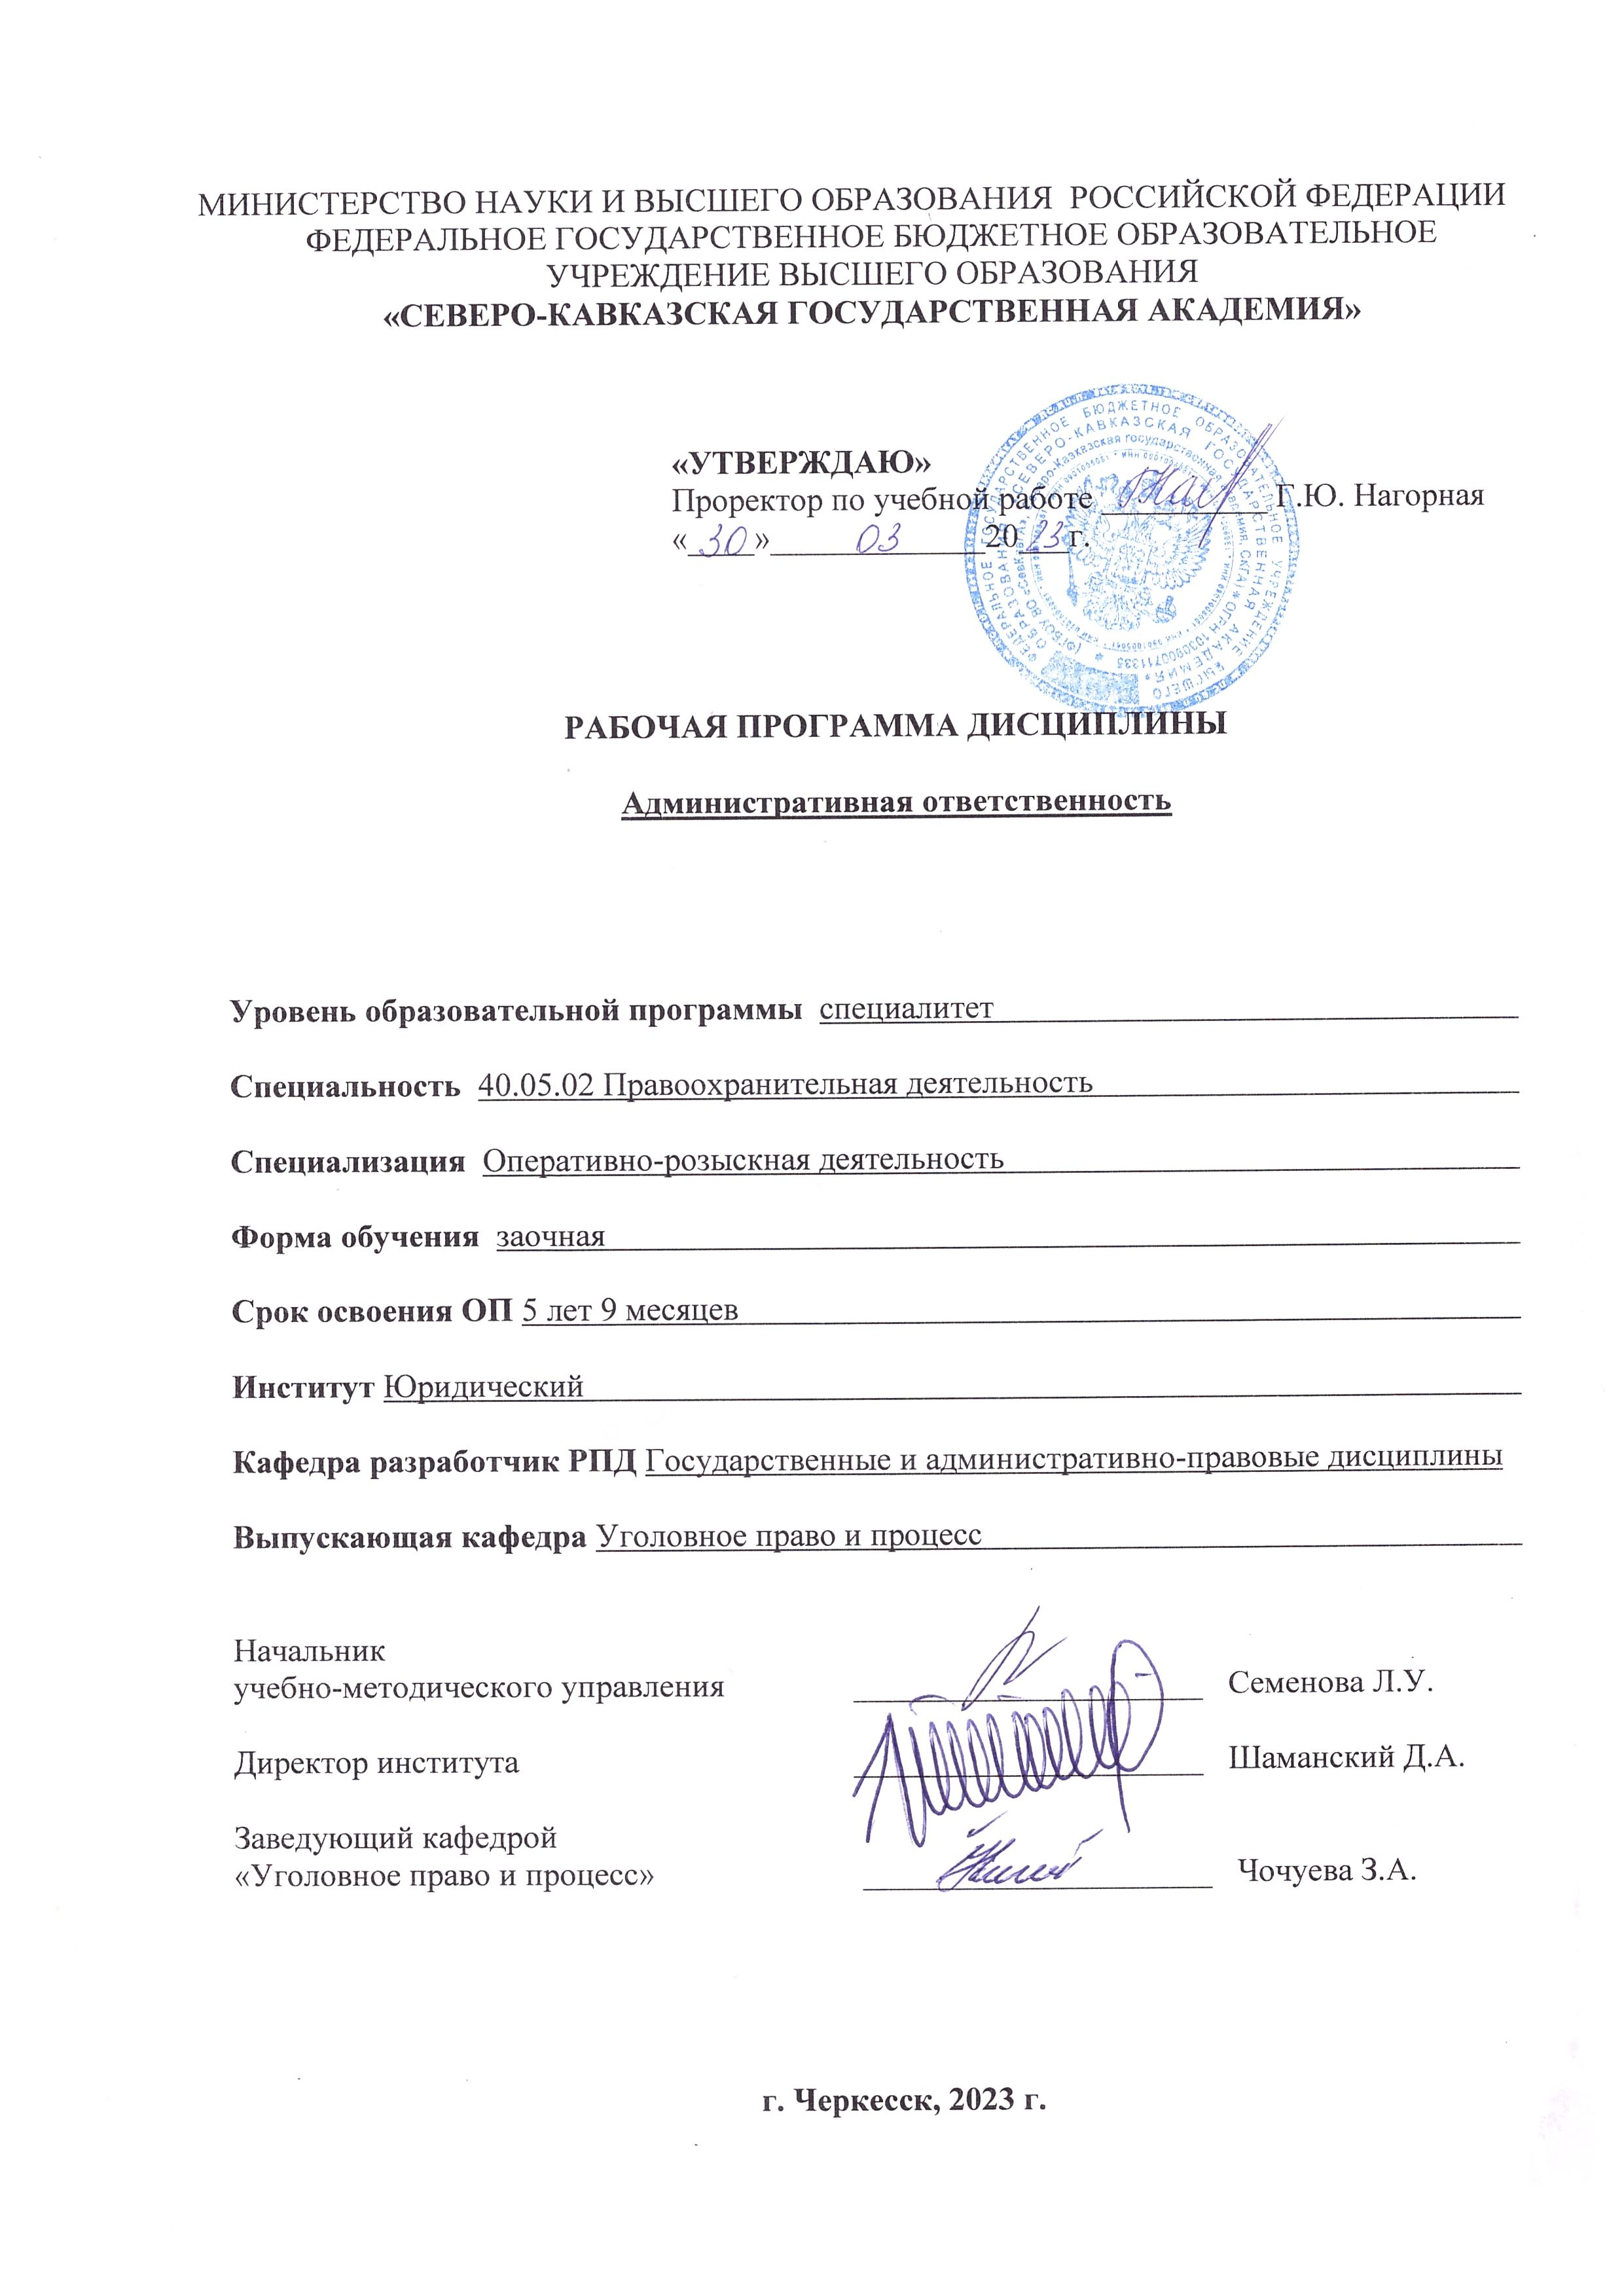 МИНИСТЕРСТВО НАУКИ И ВЫСШЕГО ОБРАЗОВАНИЯ РОССИЙСКОЙ ФЕДЕРАЦИИ
ФЕДЕРАЛЬНОЕ ГОСУДАРСТВЕННОЕ БЮДЖЕТНОЕ ОБРАЗОВАТЕЛЬНОЕ
УЧРЕЖДЕНИЕ ВЫСШЕГО ОБРАЗОВАНИЯ
«СЕВЕРО-КАВКАЗСКАЯ ГОСУДАРСТВЕННАЯ АКАДЕМИЯ»
«УТВЕРЖДАЮ»
Проректор по учебной работе __________ Г.Ю. Нагорная
«30» 03 2023 г.
РАБОЧАЯ ПРОГРАММА ДИСЦИПЛИНЫ
Административная ответственность
Уровень образовательной программы специалитет
Специальность 40.05.02 Правоохранительная деятельность
Специализация Оперативно-розыскная деятельность
Форма обучения заочная
Срок освоения ОП 5 лет 9 месяцев
Институт Юридический
Кафедра разработчик РПД Государственные и административно-правовые дисциплины
Выпускающая кафедра Уголовное право и процесс
Начальник
учебно-методического управления Семенова Л.У.
Директор института Шаманский Д.А.
Заведующий кафедрой
«Уголовное право и процесс» Чочуева З.А.
г. Черкесск, 2023 г.